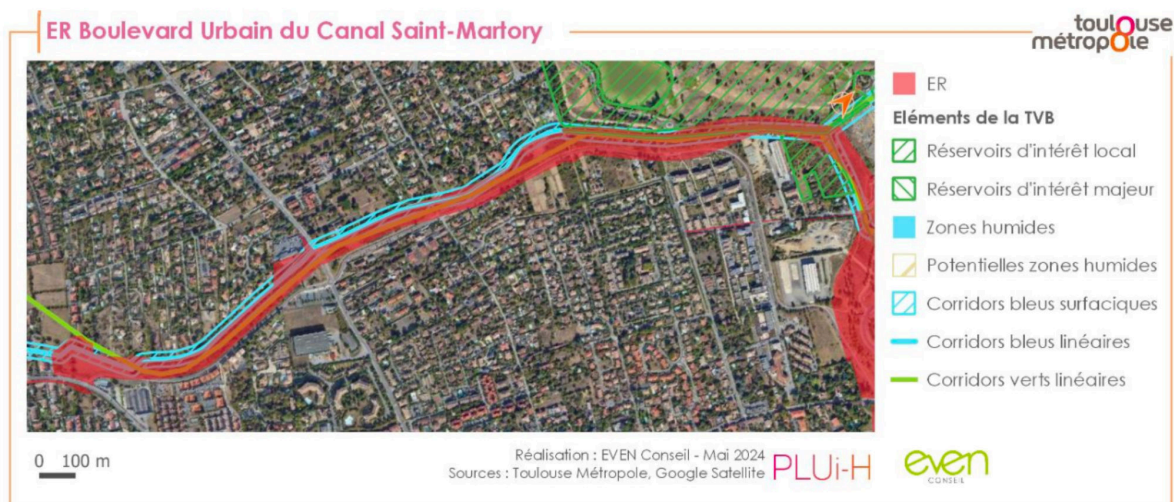 ER Boulevard Urbain du Canal Saint-Martory
toulouse
métropole
ER
Eléments de la TVB
Réservoirs d'intérêt local
Réservoirs d'intérêt majeur
Zones humides
Potentielles zones humides
Corridors bleus surfaciques
Corridors bleus linéaires
Corridors verts linéaires
0 100 m
Réalisation : EVEN Conseil - Mai 2024
Sources : Toulouse Métropole, Google Satellite
PLUi-H
even
CONSEIL